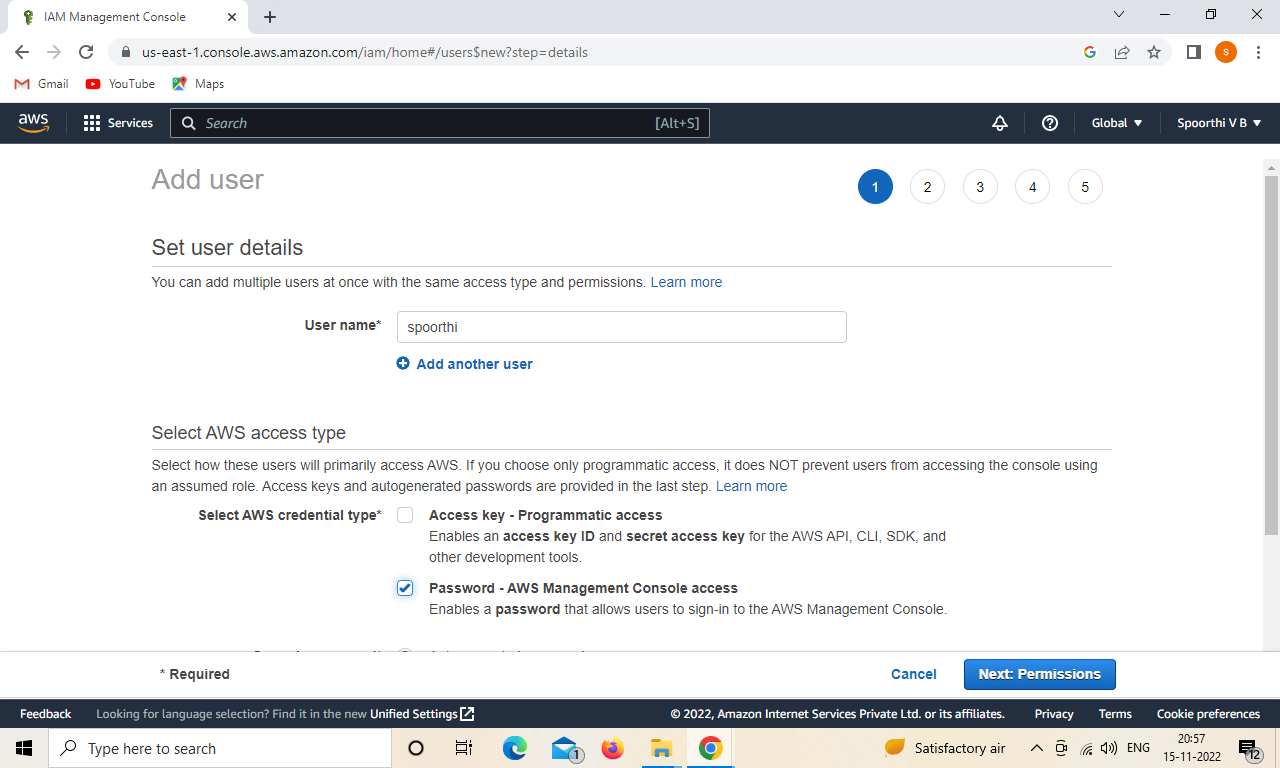 IAM Management Console
us-east-1.console.aws.amazon.com/iam/home#/users$new?step=details
S
Gmail YouTube Maps
aws Services Search [Alt+S] Global Spoorthi V B
Add user 1 2 3 4 5
Set user details
You can add multiple users at once with the same access type and permissions. Learn more
User name* spoorthi
Add another user
Select AWS access type
Select how these users will primarily access AWS. If you choose only programmatic access, it does NOT prevent users from accessing the console using
an assumed role. Access keys and autogenerated passwords are provided in the last step. Learn more
Select AWS credential type* Access key - Programmatic access
Enables an access key ID and secret access key for the AWS API, CLI, SDK, and
other development tools.
Password - AWS Management Console access
Enables a password that allows users to sign-in to the AWS Management Console.
* Required Cancel Next: Permissions
Feedback Looking for language selection? Find it in the new Unified Settings © 2022, Amazon Internet Services Private Ltd. or its affiliates. Privacy Terms Cookie preferences
Type here to search 1 Satisfactory air ENG 20:57
15-11-2022 12